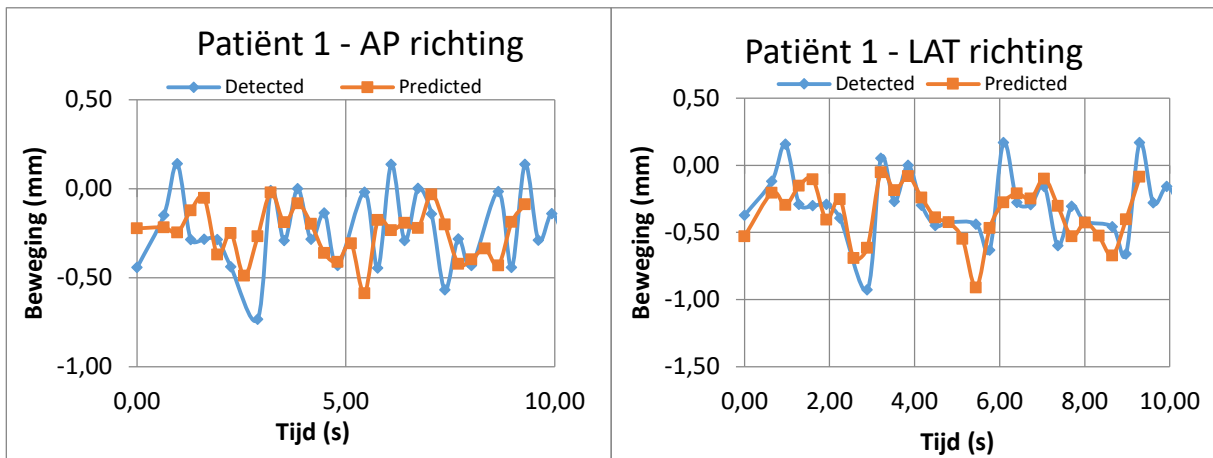 Patiënt 1 - AP richting
Detected Predicted
0,50
0,00
-0,50
-1,00
Beweging (mm)
0,00 5,00 10,00
Tijd (s)
Patiënt 1 - LAT richting
Detected Predicted
0,50
0,00
-0,50
-1,00
-1,50
Beweging (mm)
0,00 2,00 4,00 6,00 8,00 10,00
Tijd (s)